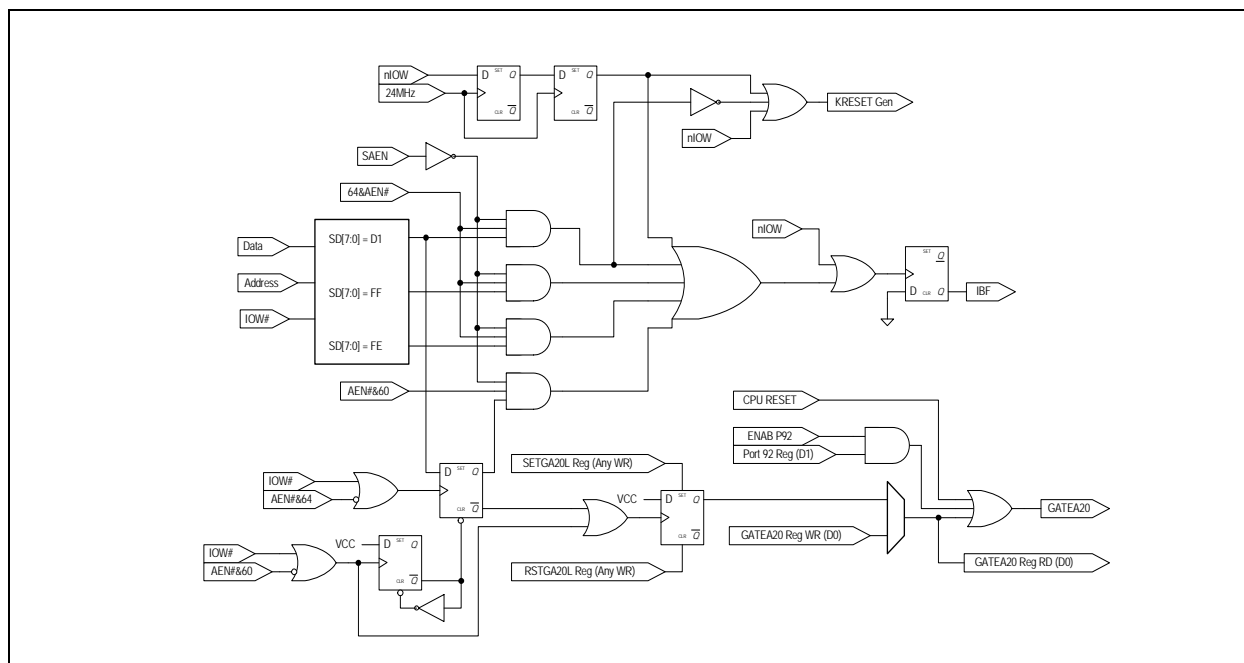 nIOW
24MHz
D SET Q
CLR Q
D SET Q
CLR Q
KRESET Gen
nIOW
SAEN
64&AEN#
Data
Address
IOW#
SD[7:0] = D1
SD[7:0] = FF
SD[7:0] = FE
nIOW
SET Q
D CLR Q
IBF
AEN#&60
CPU RESET
ENAB P92
Port 92 Reg (D1)
GATEA20
IOW#
AEN#&64
D SET Q
CLR Q
SETGA20L Reg (Any WR)
VCC
D SET Q
CLR Q
GATEA20 Reg WR (D0)
RSTGA20L Reg (Any WR)
GATEA20 Reg RD (D0)
IOW#
AEN#&60
VCC
D SET Q
CLR Q